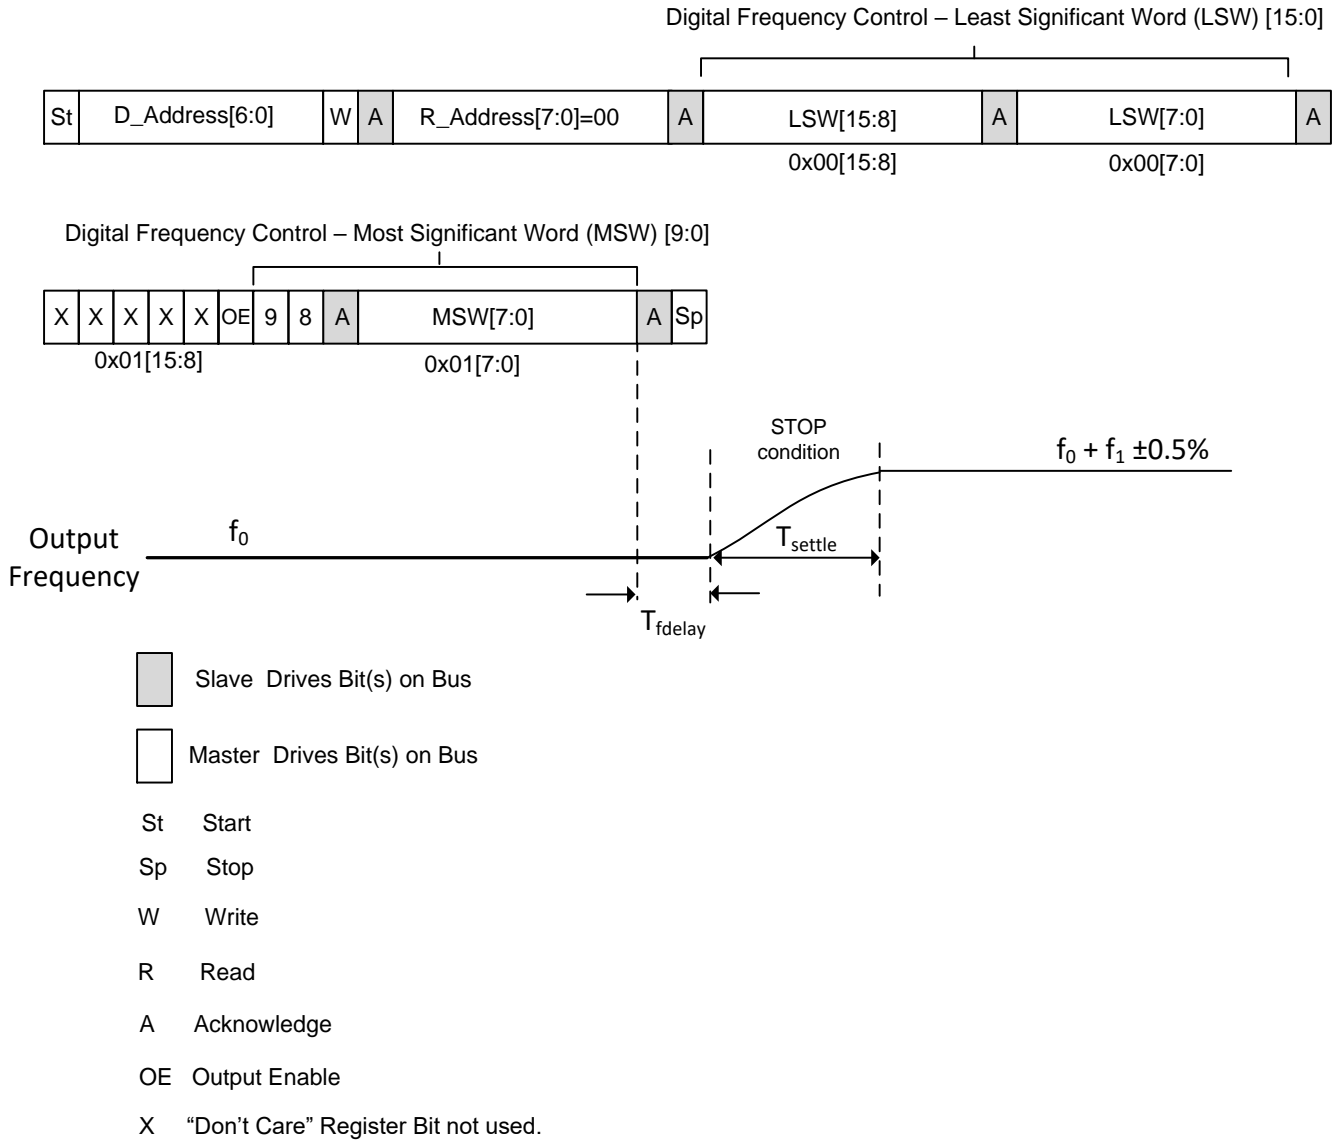 Digital Frequency Control – Least Significant Word (LSW) [15:0]
St D_Address[6:0] W A R_Address[7:0]=00 A LSW[15:8] A LSW[7:0] A
0x00[15:8] 0x00[7:0]
Digital Frequency Control – Most Significant Word (MSW) [9:0]
X X X X X OE 9 8 A MSW[7:0] A Sp
0x01[15:8] 0x01[7:0]
STOP
condition
f0 + f1 ±0.5%
f0
Output
Frequency
Tsettle
Tfdelay
Slave Drives Bit(s) on Bus
Master Drives Bit(s) on Bus
St Start
Sp Stop
W Write
R Read
A Acknowledge
OE Output Enable
X “Don’t Care” Register Bit not used.